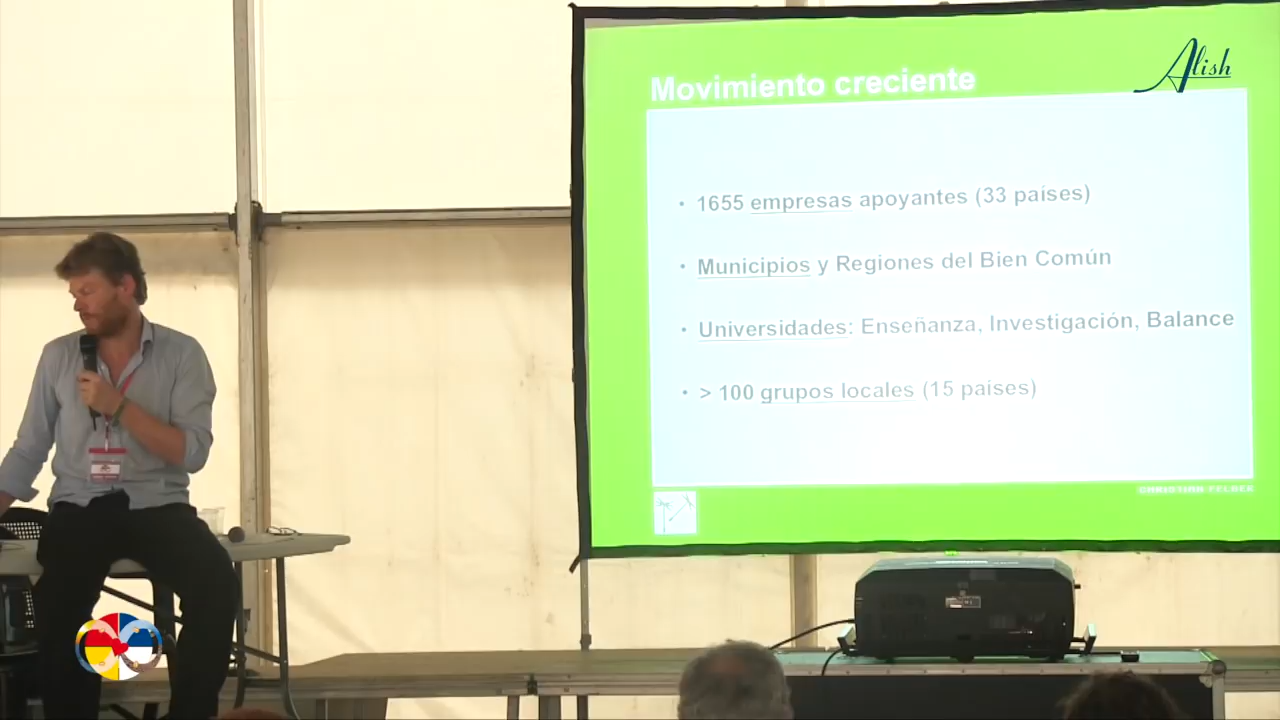 Alish
Movimiento creciente
• 1655 empresas apoyantes (33 países)
• Municipios y Regiones del Bien Común
• Universidades: Enseñanza, Investigación, Balance
• > 100 grupos locales (15 países)
CHRISTIAN FELBER